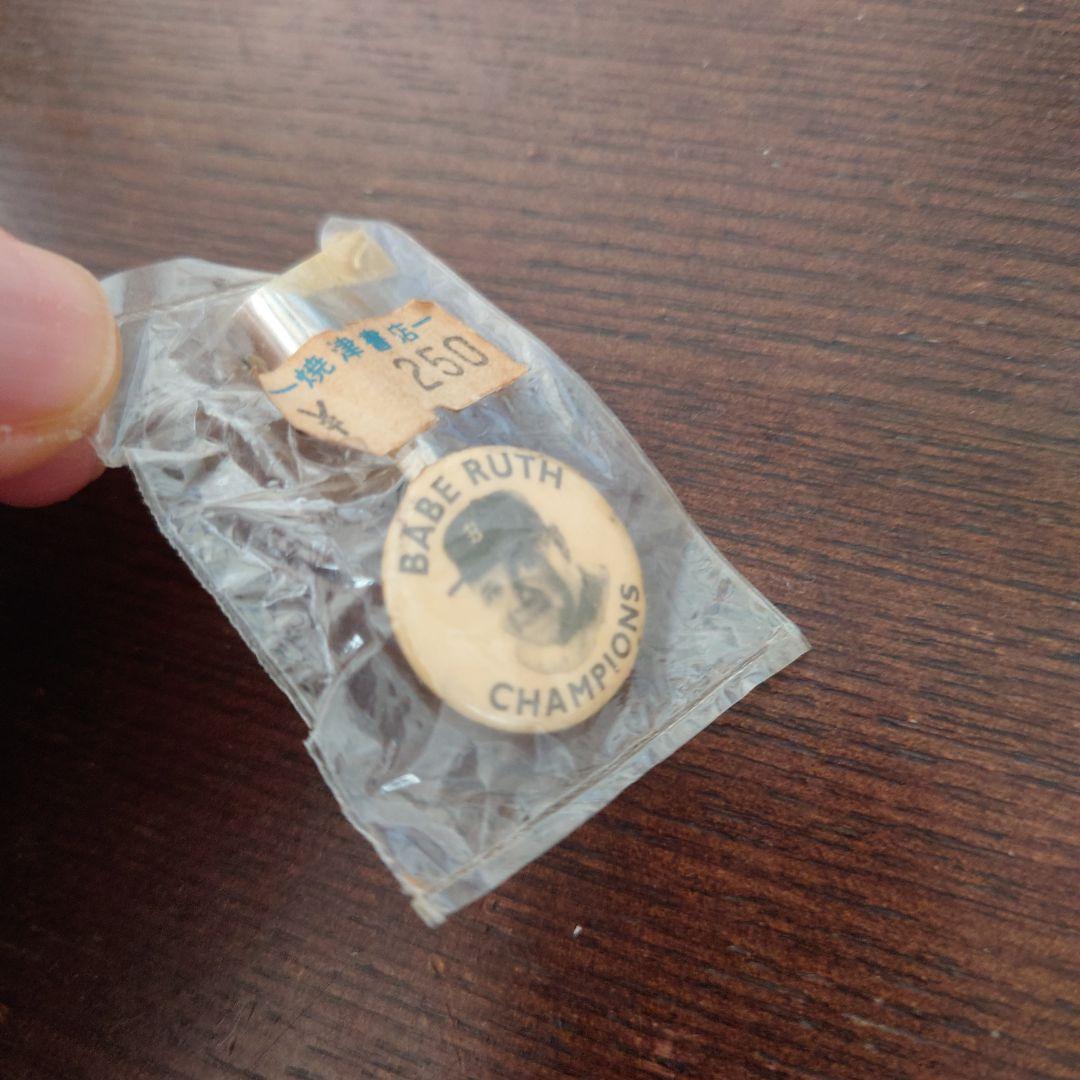 焼津書店
¥ 250
BABE RUTH
CHAMPIONS